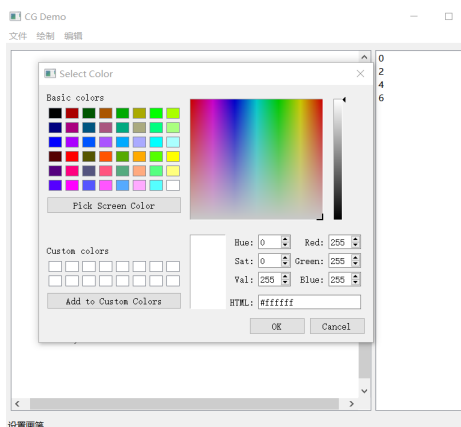 CG Demo
文件 绘制 编辑
Select Color
0
2
4
6
Basic colors
Pick Screen Color
Custom colors
Add to Custom Colors
Hue: 0 Red: 255
Sat: 0 Green: 255
Val: 255 Blue: 255
HTML: #ffffff
OK Cancel
设置画笔